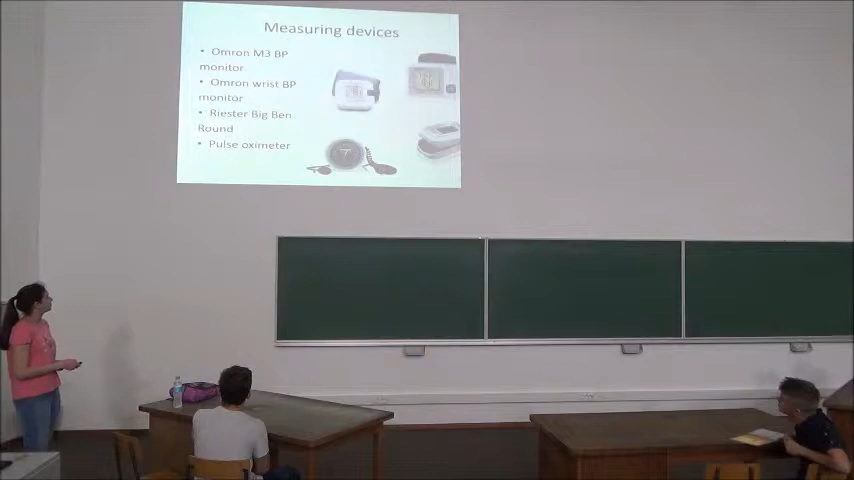 Measuring devices
• Omron M3 BP
monitor
• Omron wrist BP
monitor
• Riester Big Ben
Round
• Pulse oximeter